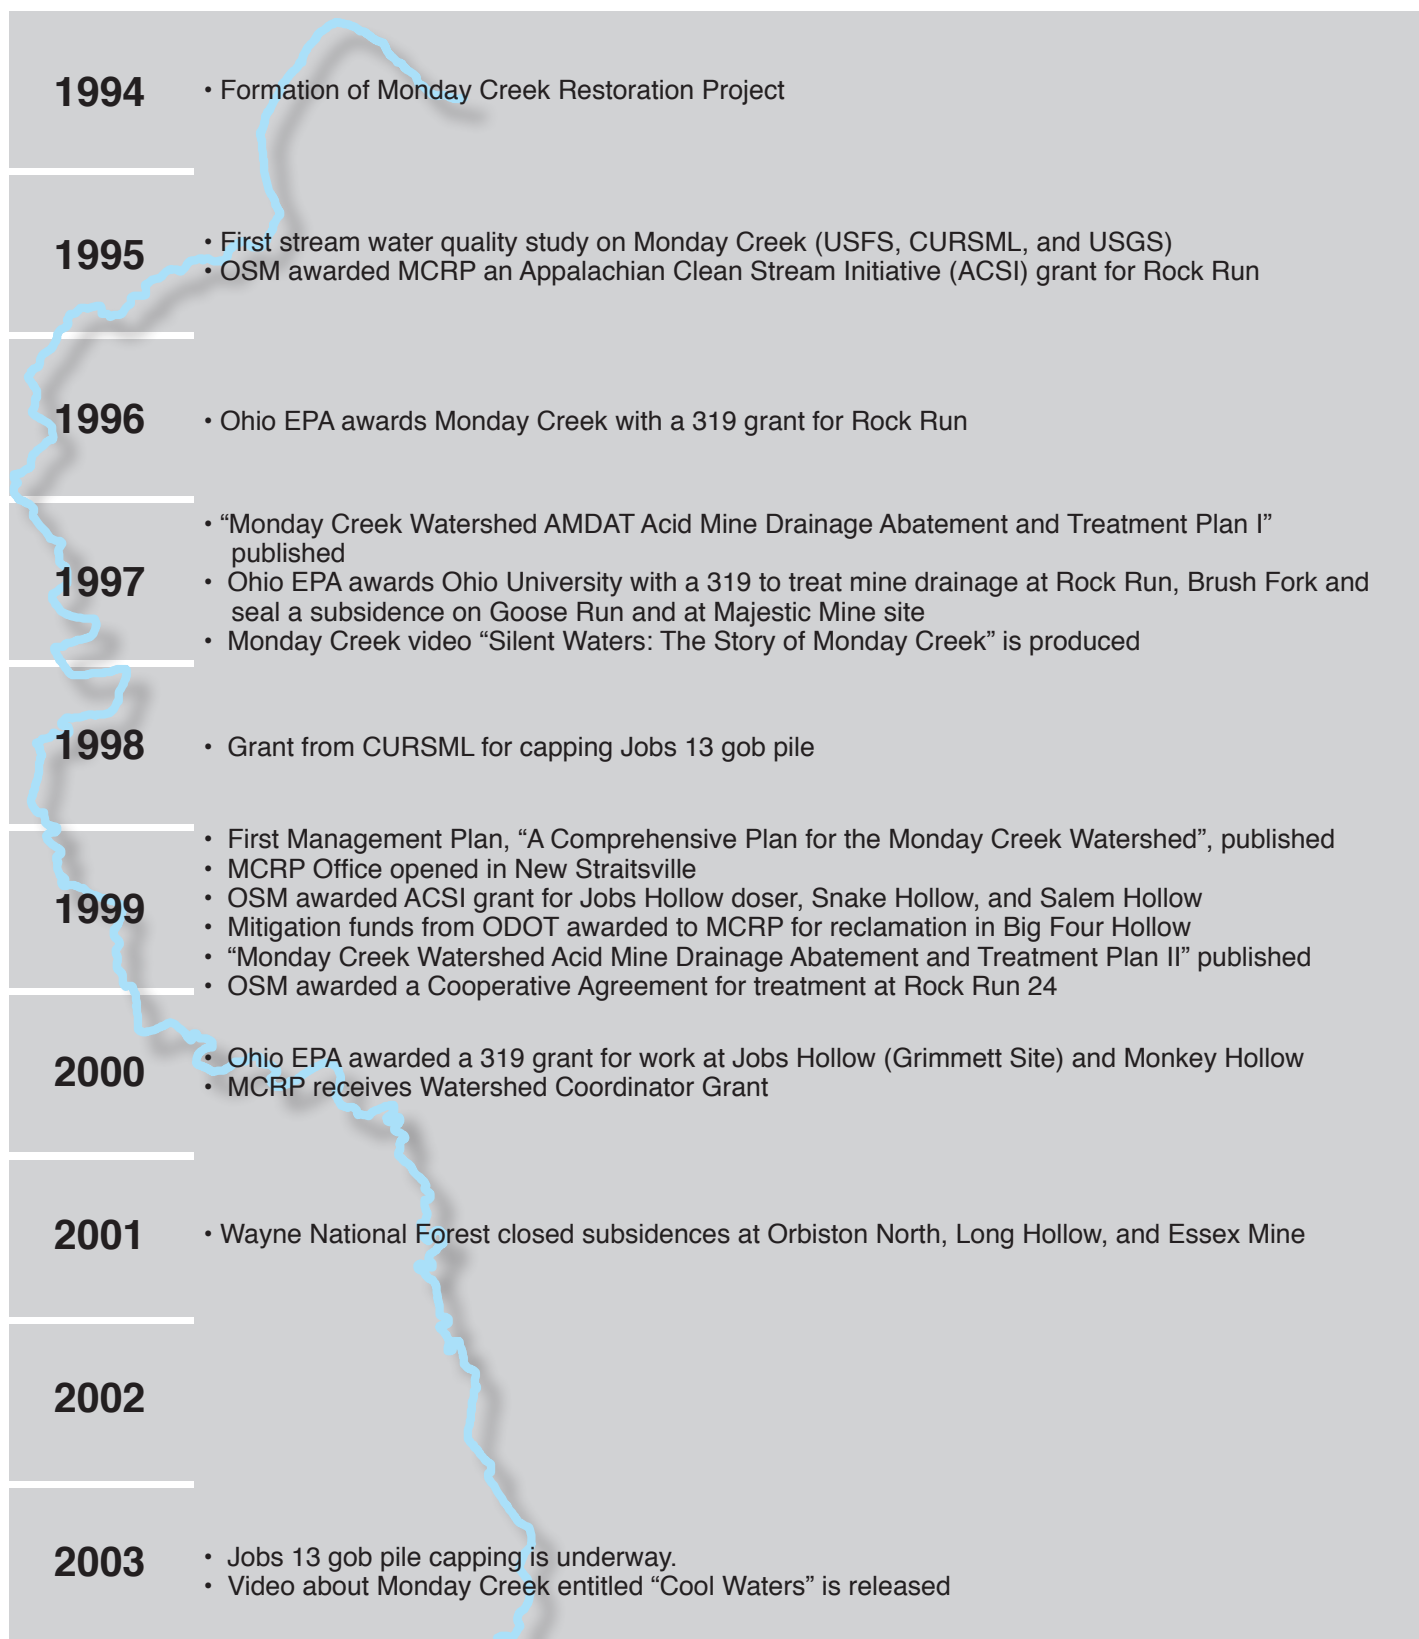 1994
• Formation of Monday Creek Restoration Project
1995
• First stream water quality study on Monday Creek (USFS, CURSML, and USGS)
• OSM awarded MCRP an Appalachian Clean Stream Initiative (ACSI) grant for Rock Run
1996
• Ohio EPA awards Monday Creek with a 319 grant for Rock Run
1997
• “Monday Creek Watershed AMDAT Acid Mine Drainage Abatement and Treatment Plan I”
published
• Ohio EPA awards Ohio University with a 319 to treat mine drainage at Rock Run, Brush Fork and
seal a subsidence on Goose Run and at Majestic Mine site
• Monday Creek video “Silent Waters: The Story of Monday Creek” is produced
1998
• Grant from CURSML for capping Jobs 13 gob pile
1999
• First Management Plan, “A Comprehensive Plan for the Monday Creek Watershed”, published
• MCRP Office opened in New Straitsville
• OSM awarded ACSI grant for Jobs Hollow doser, Snake Hollow, and Salem Hollow
• Mitigation funds from ODOT awarded to MCRP for reclamation in Big Four Hollow
• “Monday Creek Watershed Acid Mine Drainage Abatement and Treatment Plan II” published
• OSM awarded a Cooperative Agreement for treatment at Rock Run 24
2000
• Ohio EPA awarded a 319 grant for work at Jobs Hollow (Grimmett Site) and Monkey Hollow
• MCRP receives Watershed Coordinator Grant
2001
• Wayne National Forest closed subsidences at Orbiston North, Long Hollow, and Essex Mine
2002
2003
• Jobs 13 gob pile capping is underway.
• Video about Monday Creek entitled “Cool Waters” is released